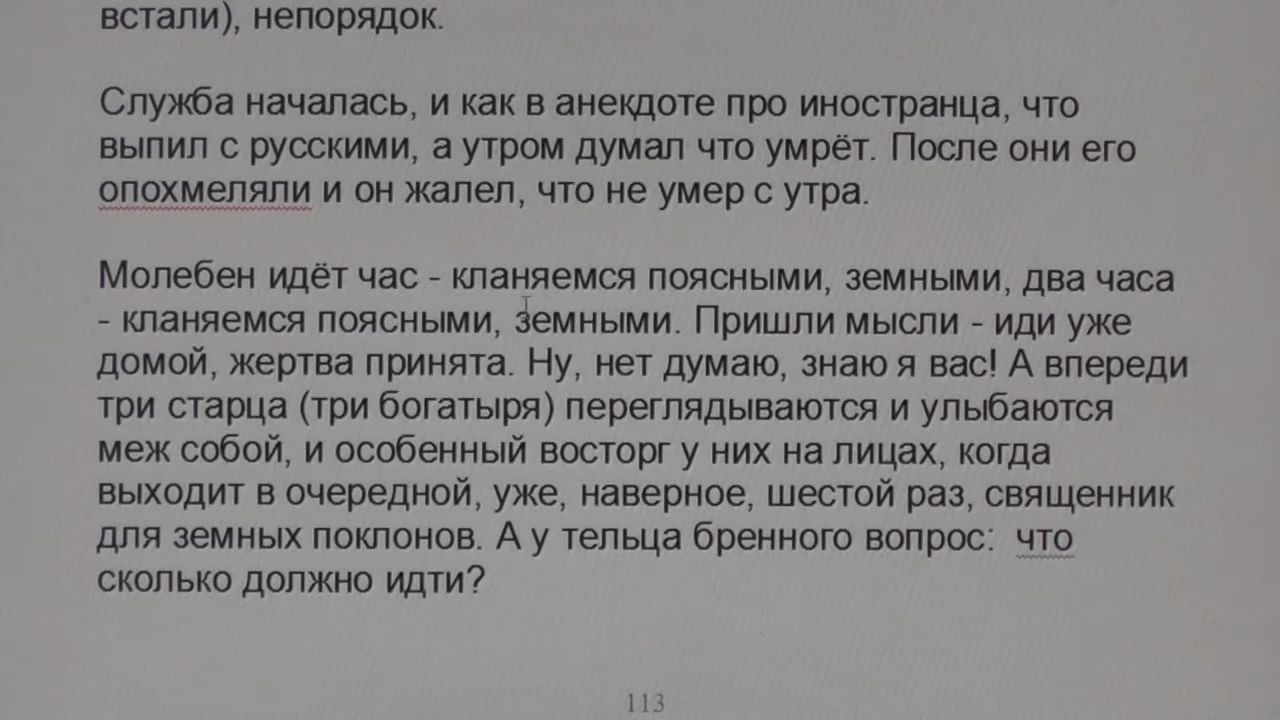 встали), непорядок.
Служба началась, и как в анекдоте про иностранца, что
выпил с русскими, а утром думал что умрёт. После они его
опохмеляли и он жалел, что не умер с утра.
Молебен идёт час - кланяемся поясными, земными, два часа
- кланяемся поясными, земными. Пришли мысли - иди уже
домой, жертва принята. Ну, нет думаю, знаю я вас! А впереди
три старца (три богатыря) переглядываются и улыбаются
меж собой, и особенный восторг у них на лицах, когда
выходит в очередной, уже, наверное, шестой раз, священник
для земных поклонов. А у тельца бренного вопрос:  что
сколько должно идти?
113